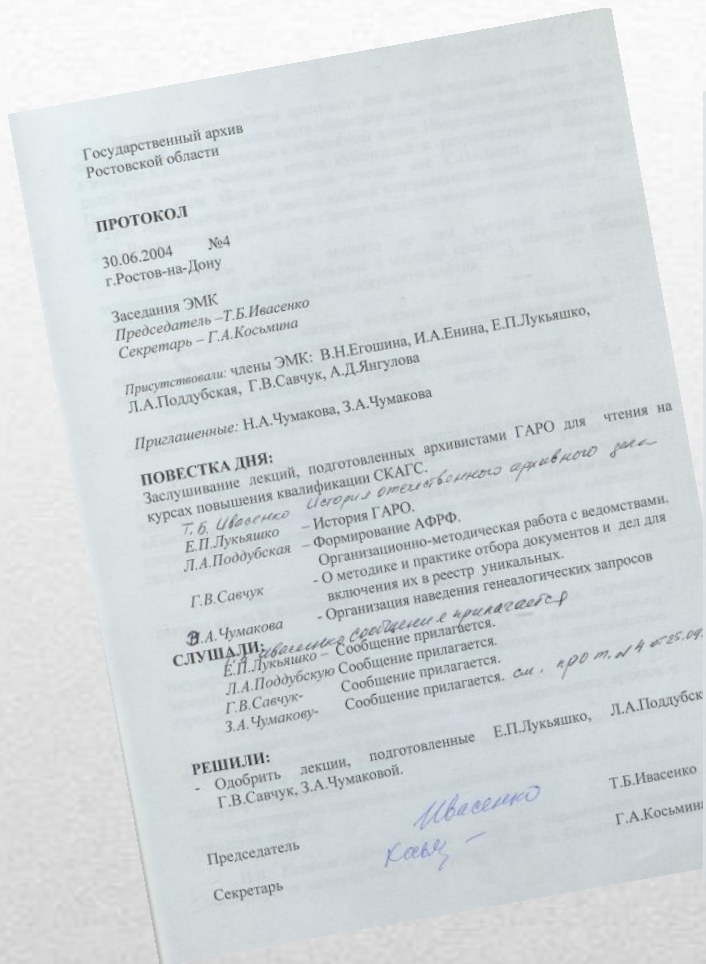 Государственный архив
Ростовской области
ПРОТОКОЛ
30.06.2004 №4
г.Ростов-на-Дону
Заседания ЭМК
Председатель –Т.Б.Ивасенко
Секретарь – Г.А.Косьмина
Присутствовали: члены ЭМК: В.Н.Егошина, И.А.Енина, Е.П.Лукьяшко,
Л.А.Поддубская, Г.В.Савчук, А.Д.Янгулова
Приглашенные: Н.А.Чумакова, З.А.Чумакова
ПОВЕСТКА ДНЯ:
Заслушивание лекций, подготовленных архивистами ГАРО для чтения на
курсах повышения квалификации СКАГС.
Т.Б. Ивасенко История отечественного архивного дела
Е.П.Лукьяшко – История ГАРО.
Л.А.Поддубская – Формирование АФРФ.
Организационно-методическая работа с ведомствами.
Г.В.Савчук - О методике и практике отбора документов и дел для
включения их в реестр уникальных.
З.А.Чумакова - Организация наведения генеалогических запросов
СЛУШАЛИ:
Т.Б. Ивасенко сообщение прилагается
Е.П.Лукьяшко – Сообщение прилагается.
Л.А.Поддубскую Сообщение прилагается.
Г.В.Савчук- Сообщение прилагается.
З.А.Чумакову- Сообщение прилагается. см. прот. №4 от 25.09.
РЕШИЛИ:
- Одобрить лекции, подготовленные Е.П.Лукьяшко, Л.А.Поддубск
Г.В.Савчук, З.А.Чумаковой.
Председатель Ивасенко Т.Б.Ивасенко
Секретарь Г.А.Косьмина